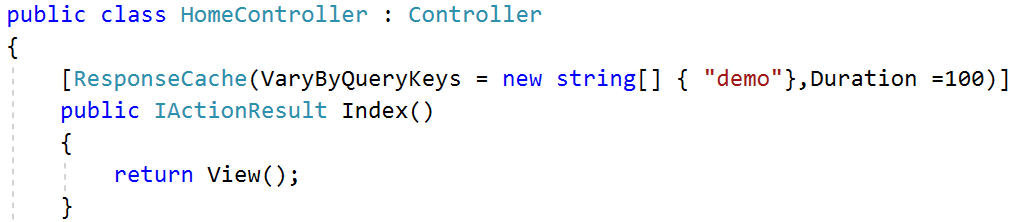 public class HomeController : Controller
{
    [ResponseCache(VaryByQueryKeys = new string[] { "demo"},Duration =100)]
    public IActionResult Index()
    {
        return View();
    }